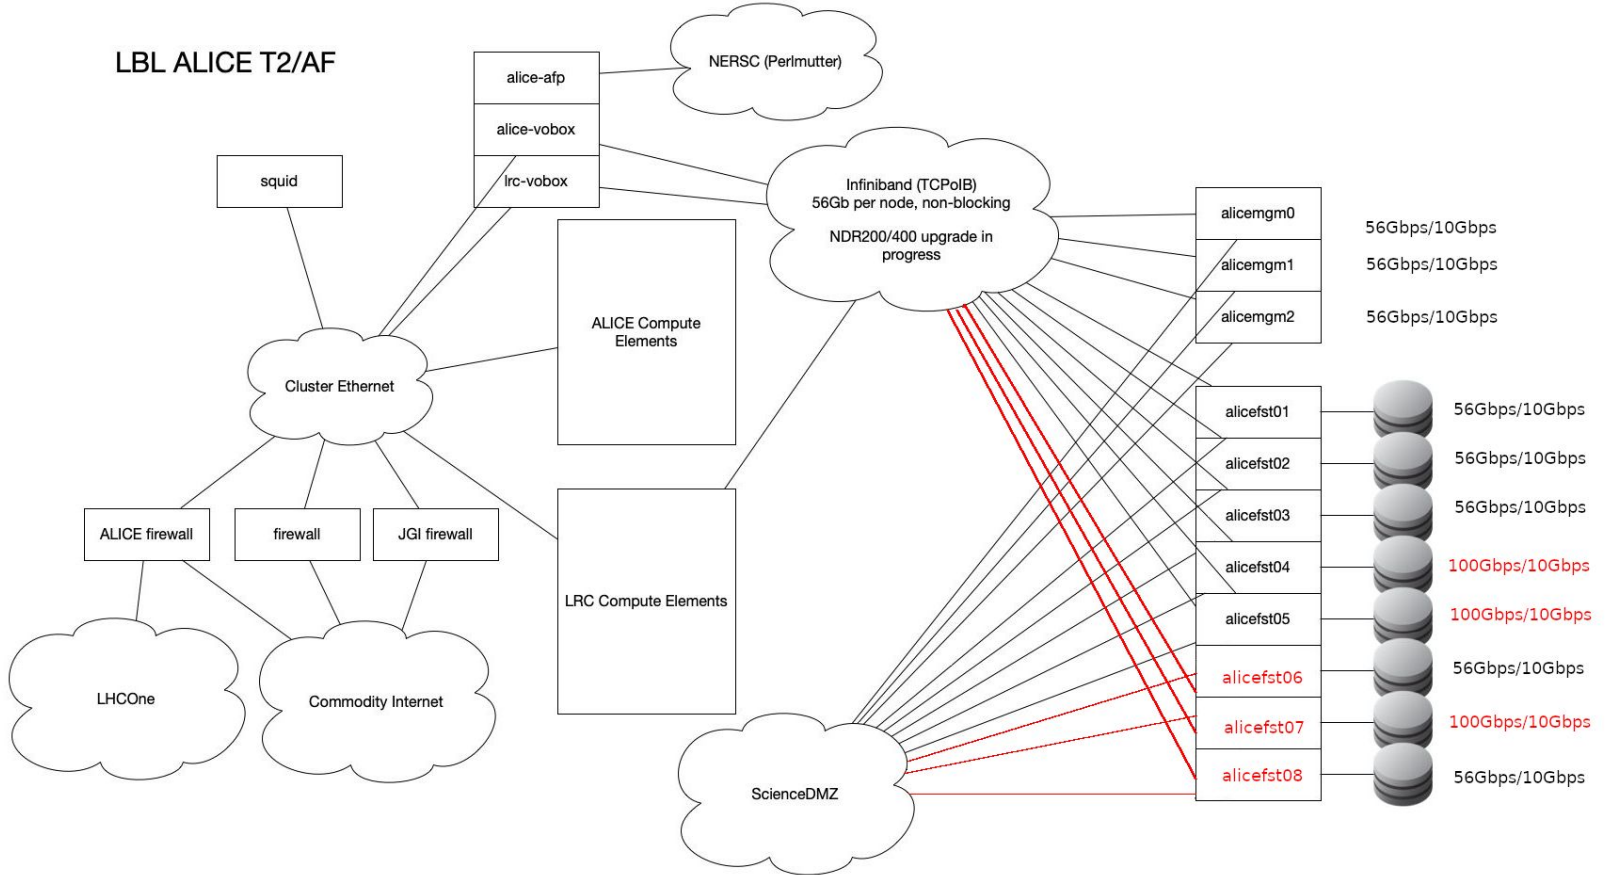 LBL ALICE T2/AF
alice-afp
alice-vobox
lrc-vobox
NERSC (Perlmutter)
squid
Infiniband (TCPoIB)
56Gb per node, non-blocking
NDR200/400 upgrade in
progress
alicemgm0
56Gbps/10Gbps
alicemgm1
56Gbps/10Gbps
alicemgm2
56Gbps/10Gbps
ALICE Compute
Elements
Cluster Ethernet
alicefst01
56Gbps/10Gbps
alicefst02
56Gbps/10Gbps
alicefst03
56Gbps/10Gbps
alicefst04
100Gbps/10Gbps
alicefst05
100Gbps/10Gbps
alicefst06
56Gbps/10Gbps
alicefst07
100Gbps/10Gbps
alicefst08
56Gbps/10Gbps
ALICE firewall
firewall
JGI firewall
LRC Compute Elements
LHCOne
Commodity Internet
ScienceDMZ